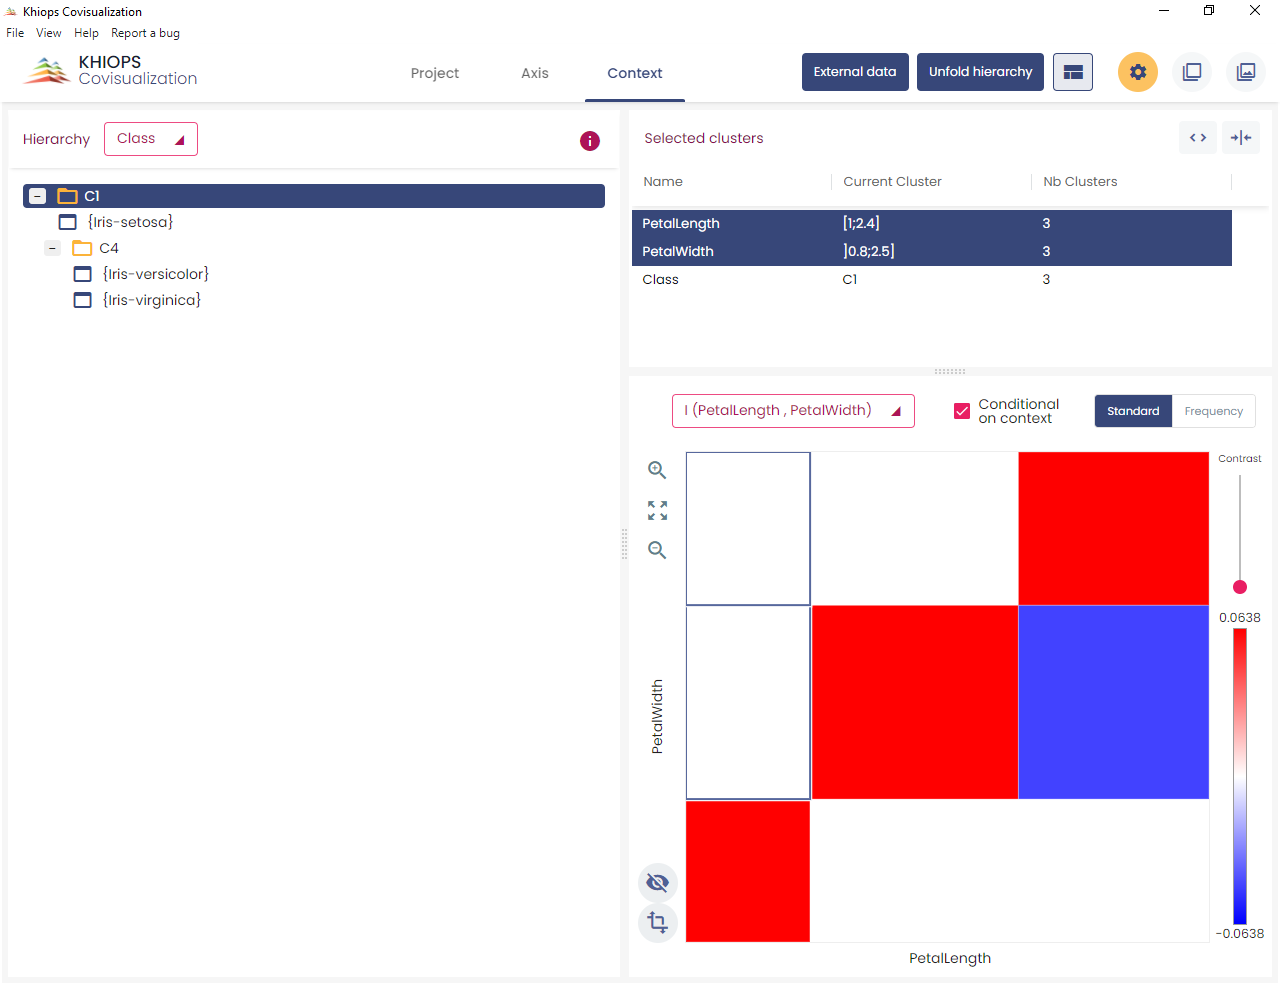 Khiops Covisualization
File View Help Report a bug
KHIOPS
Covisualization
Project
Axis
Context
External data
Unfold hierarchy
Hierarchy
Class
C1
{Iris-setosa}
C4
{Iris-versicolor}
{Iris-virginica}
Selected clusters
Name Current Cluster Nb Clusters
PetalLength ]1;2.4] 3
PetalWidth ]0.8;2.5] 3
Class C1 3
I (PetalLength , PetalWidth)
Conditional
on context
Standard
Frequency
Contrast
0.0638
-0.0638
PetalWidth
PetalLength